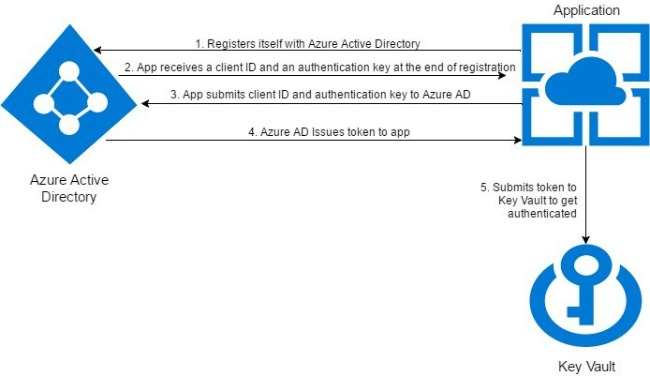 Application
1. Registers itself with Azure Active Directory
2. App receives a client ID and an authentication key at the end of registration
3. App submits client ID and authentication key to Azure AD
4. Azure AD Issues token to app
Azure Active
Directory
5. Submits token to
Key Vault to get
authenticated
Key Vault